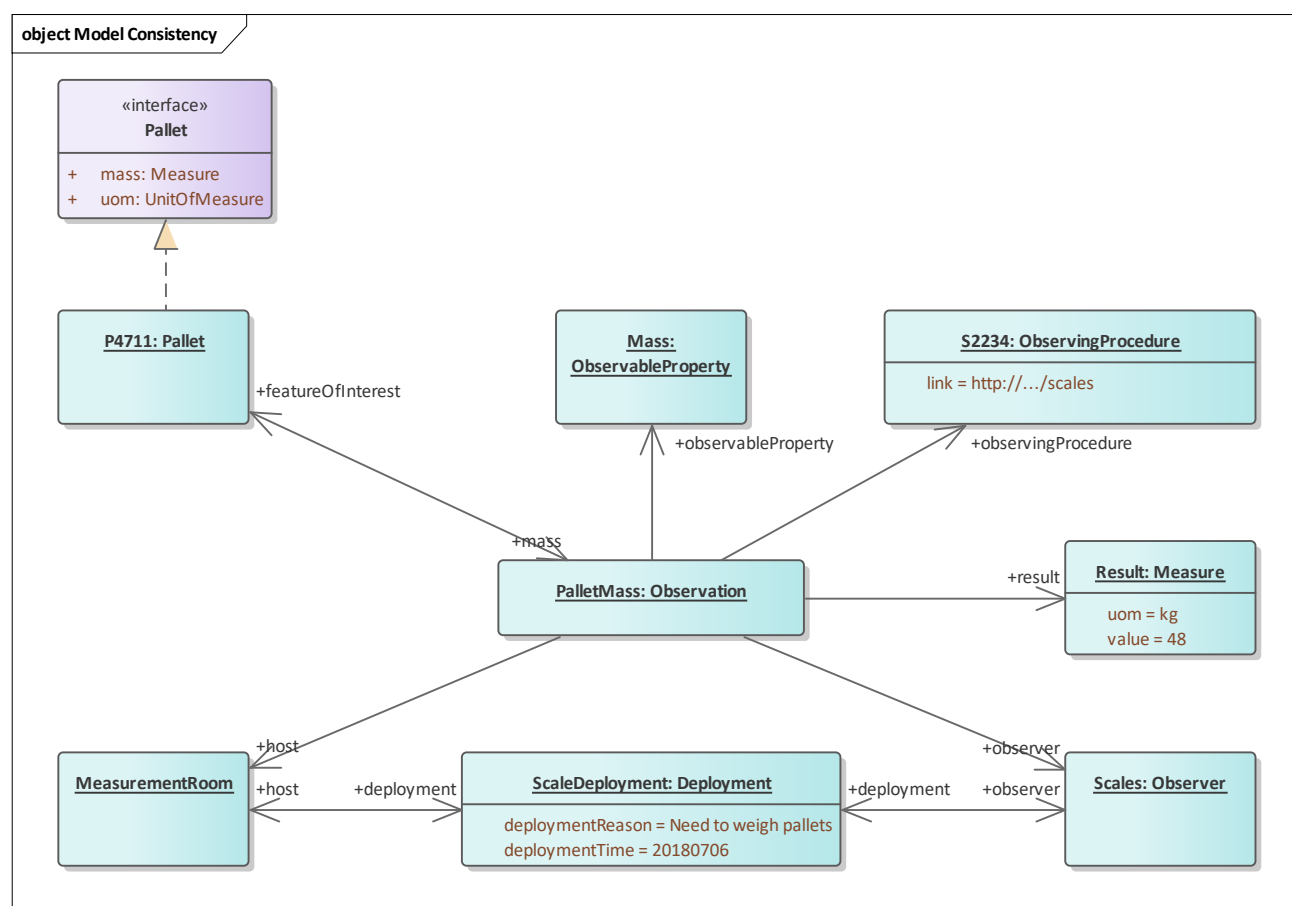 object Model Consistency
«interface»
Pallet
+ mass: Measure
+ uom: UnitOfMeasure
P4711: Pallet
Mass:
ObservableProperty
S2234: ObservingProcedure
link = http://…/scales
+featureOfInterest
+observableProperty
+observingProcedure
+mass
PalletMass: Observation
+result
Result: Measure
uom = kg
value = 48
+host
+observer
MeasurementRoom
+host
+deployment
ScaleDeployment: Deployment
deploymentReason = Need to weigh pallets
deploymentTime = 20180706
+deployment
+observer
Scales: Observer